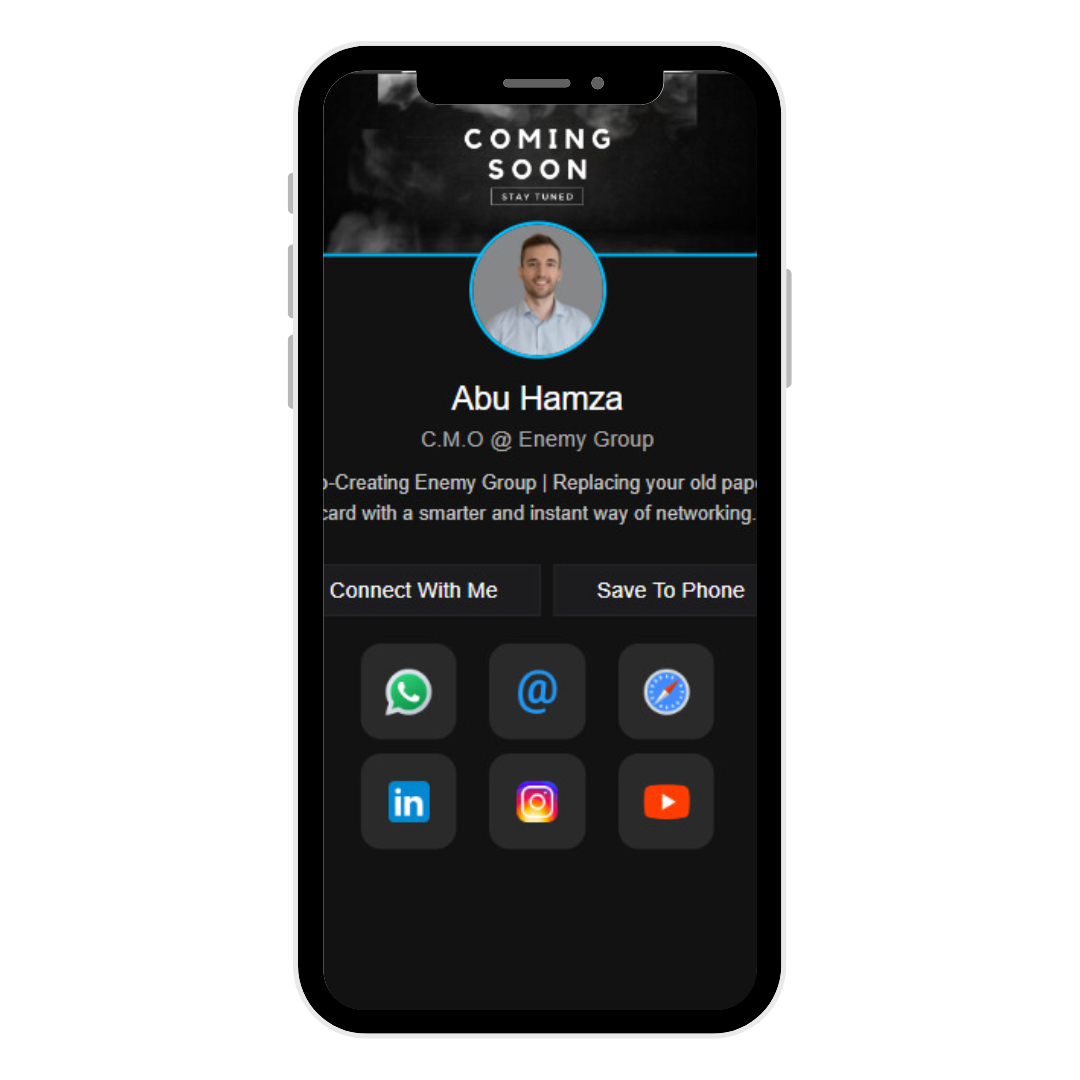 COMING
SOON
STAY TUNED
Abu Hamza
C.M.O @ Enemy Group
o-Creating Enemy Group | Replacing your old pap
card with a smarter and instant way of networking.
Connect With Me
Save To Phone
@
in